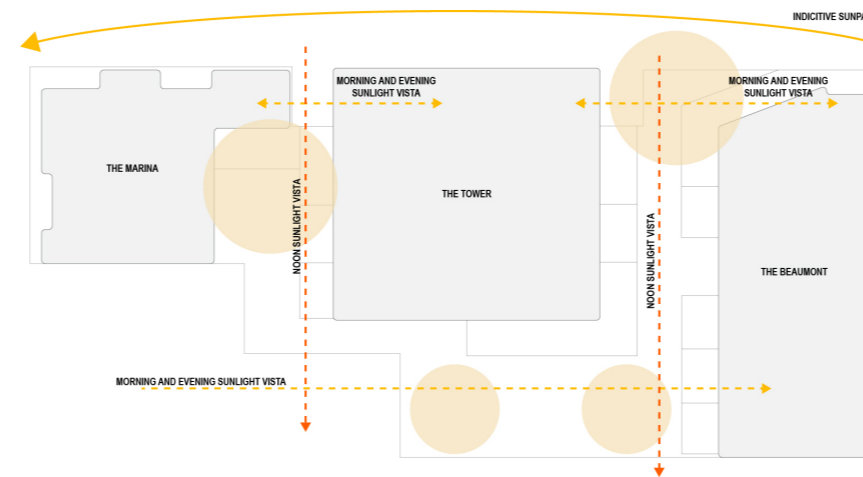 INDICITIVE SUNPA
MORNING AND EVENING
SUNLIGHT VISTA
MORNING AND EVENING
SUNLIGHT VISTA
THE MARINA
THE TOWER
NOON SUNLIGHT VISTA
NOON SUNLIGHT VISTA
THE BEAUMONT
MORNING AND EVENING SUNLIGHT VISTA